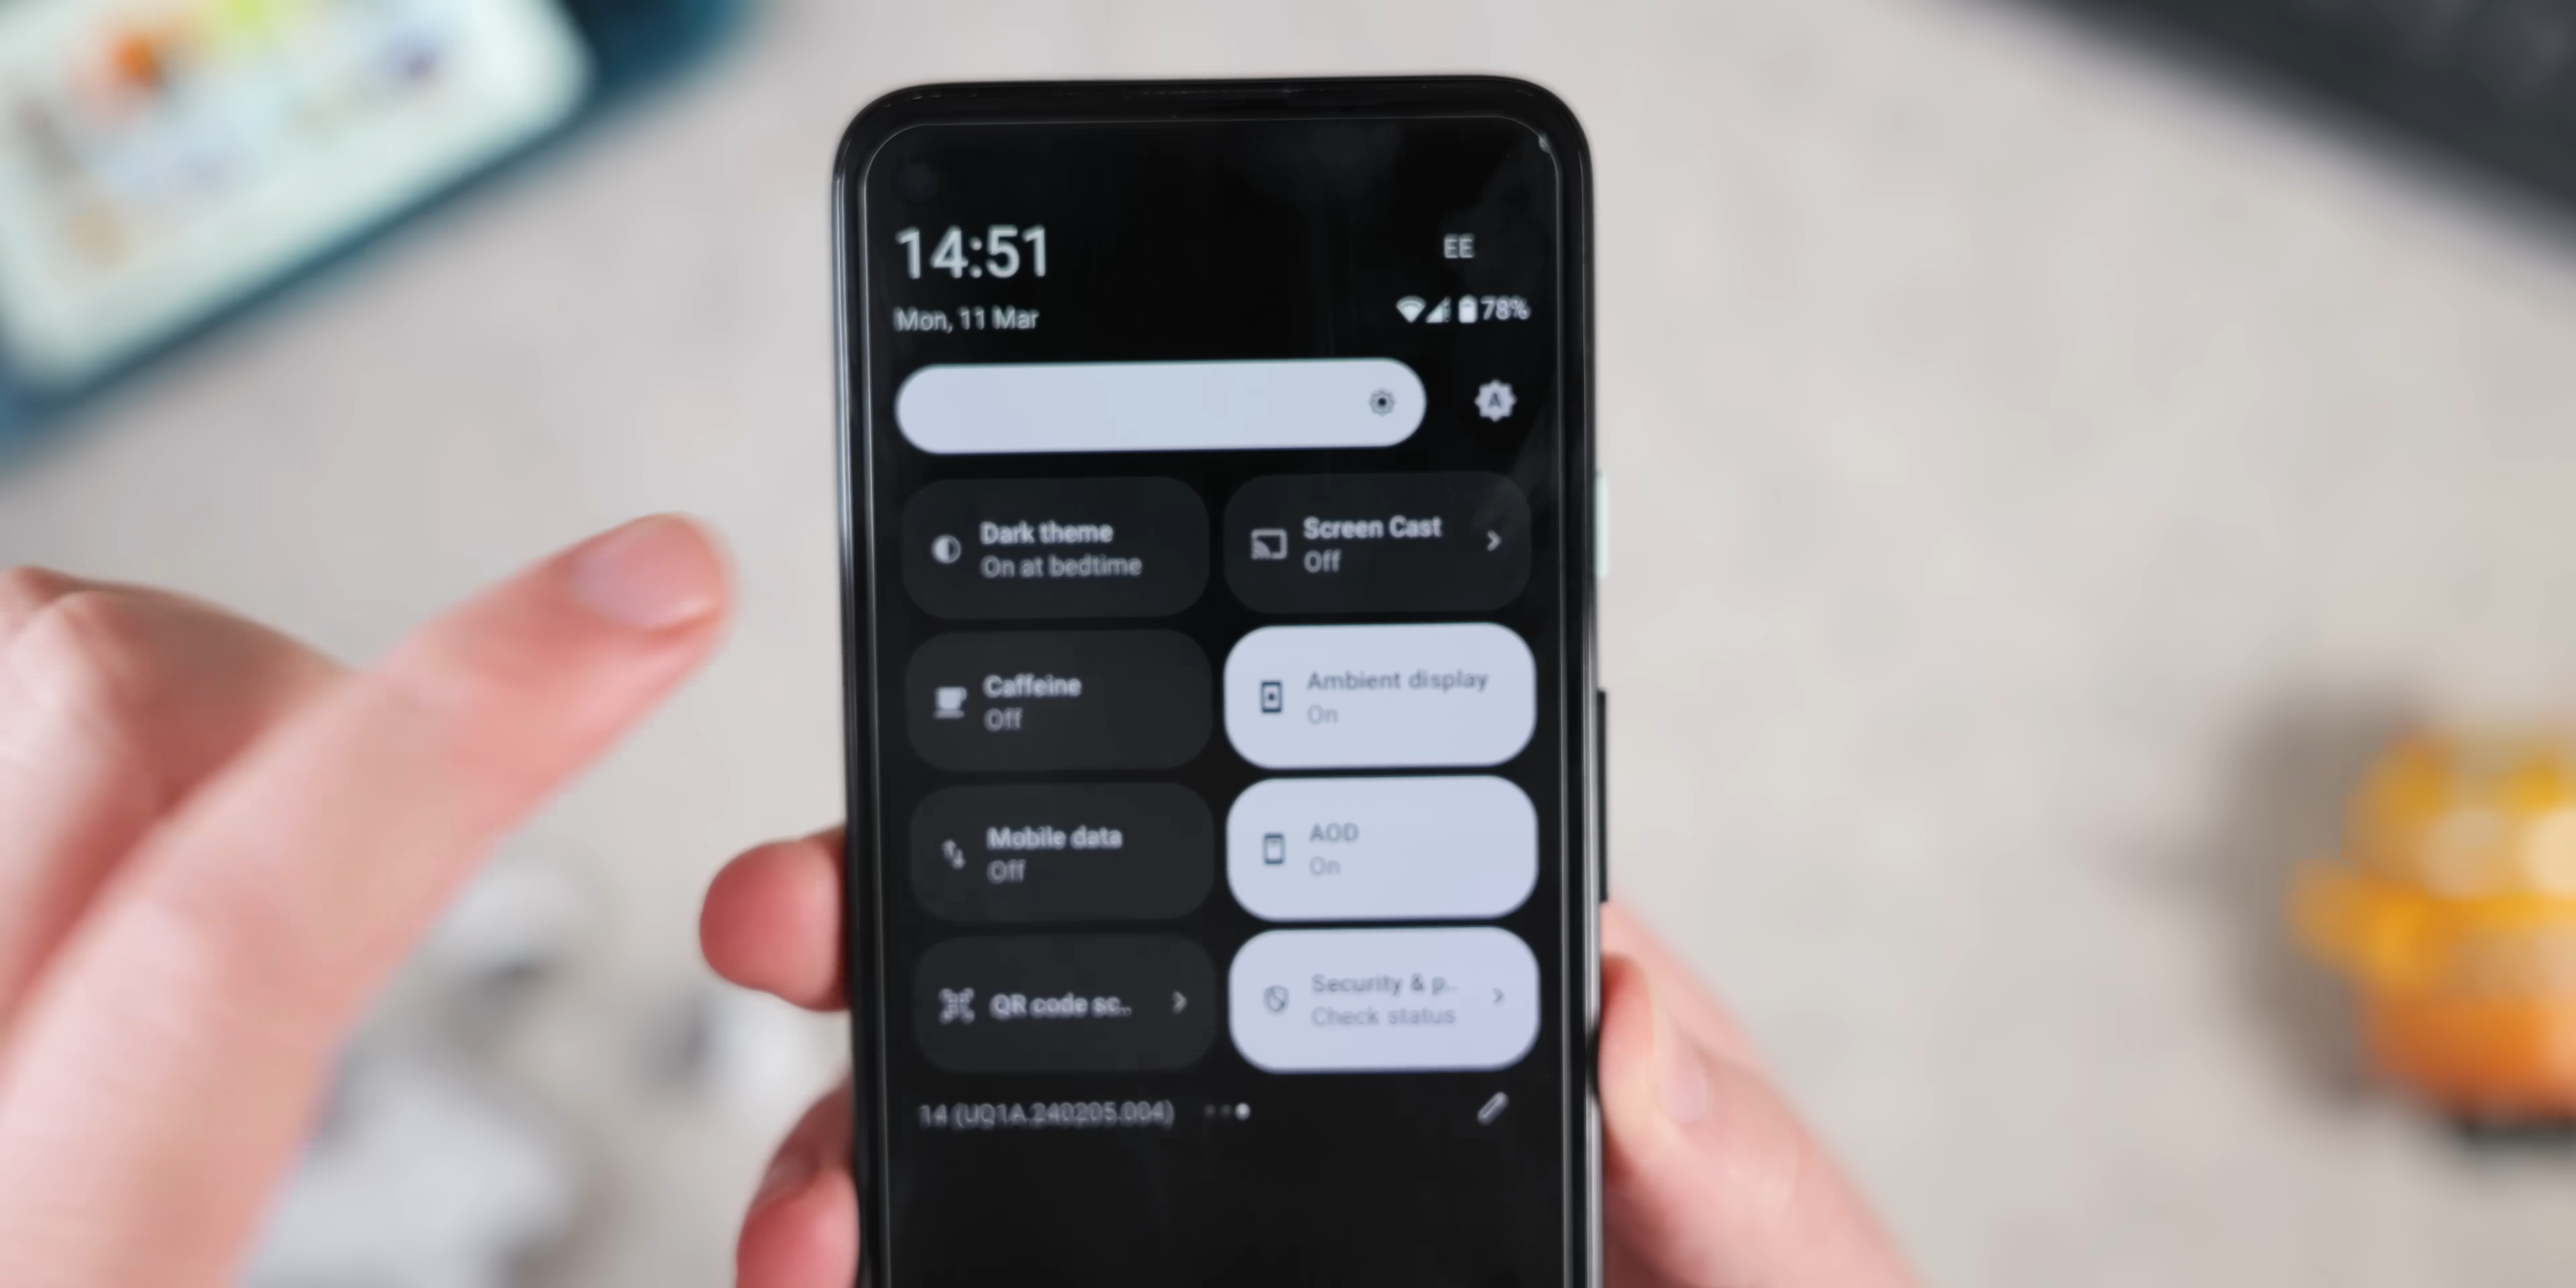 14:51
EE
Mon, 11 Mar
78%
A
Dark theme
On at bedtime
Screen Cast
Off
Caffeine
Off
Ambient display
On
Mobile data
Off
AOD
On
QR code sc..
Security & p..
Check status
14 (UQ1A.240205.004)